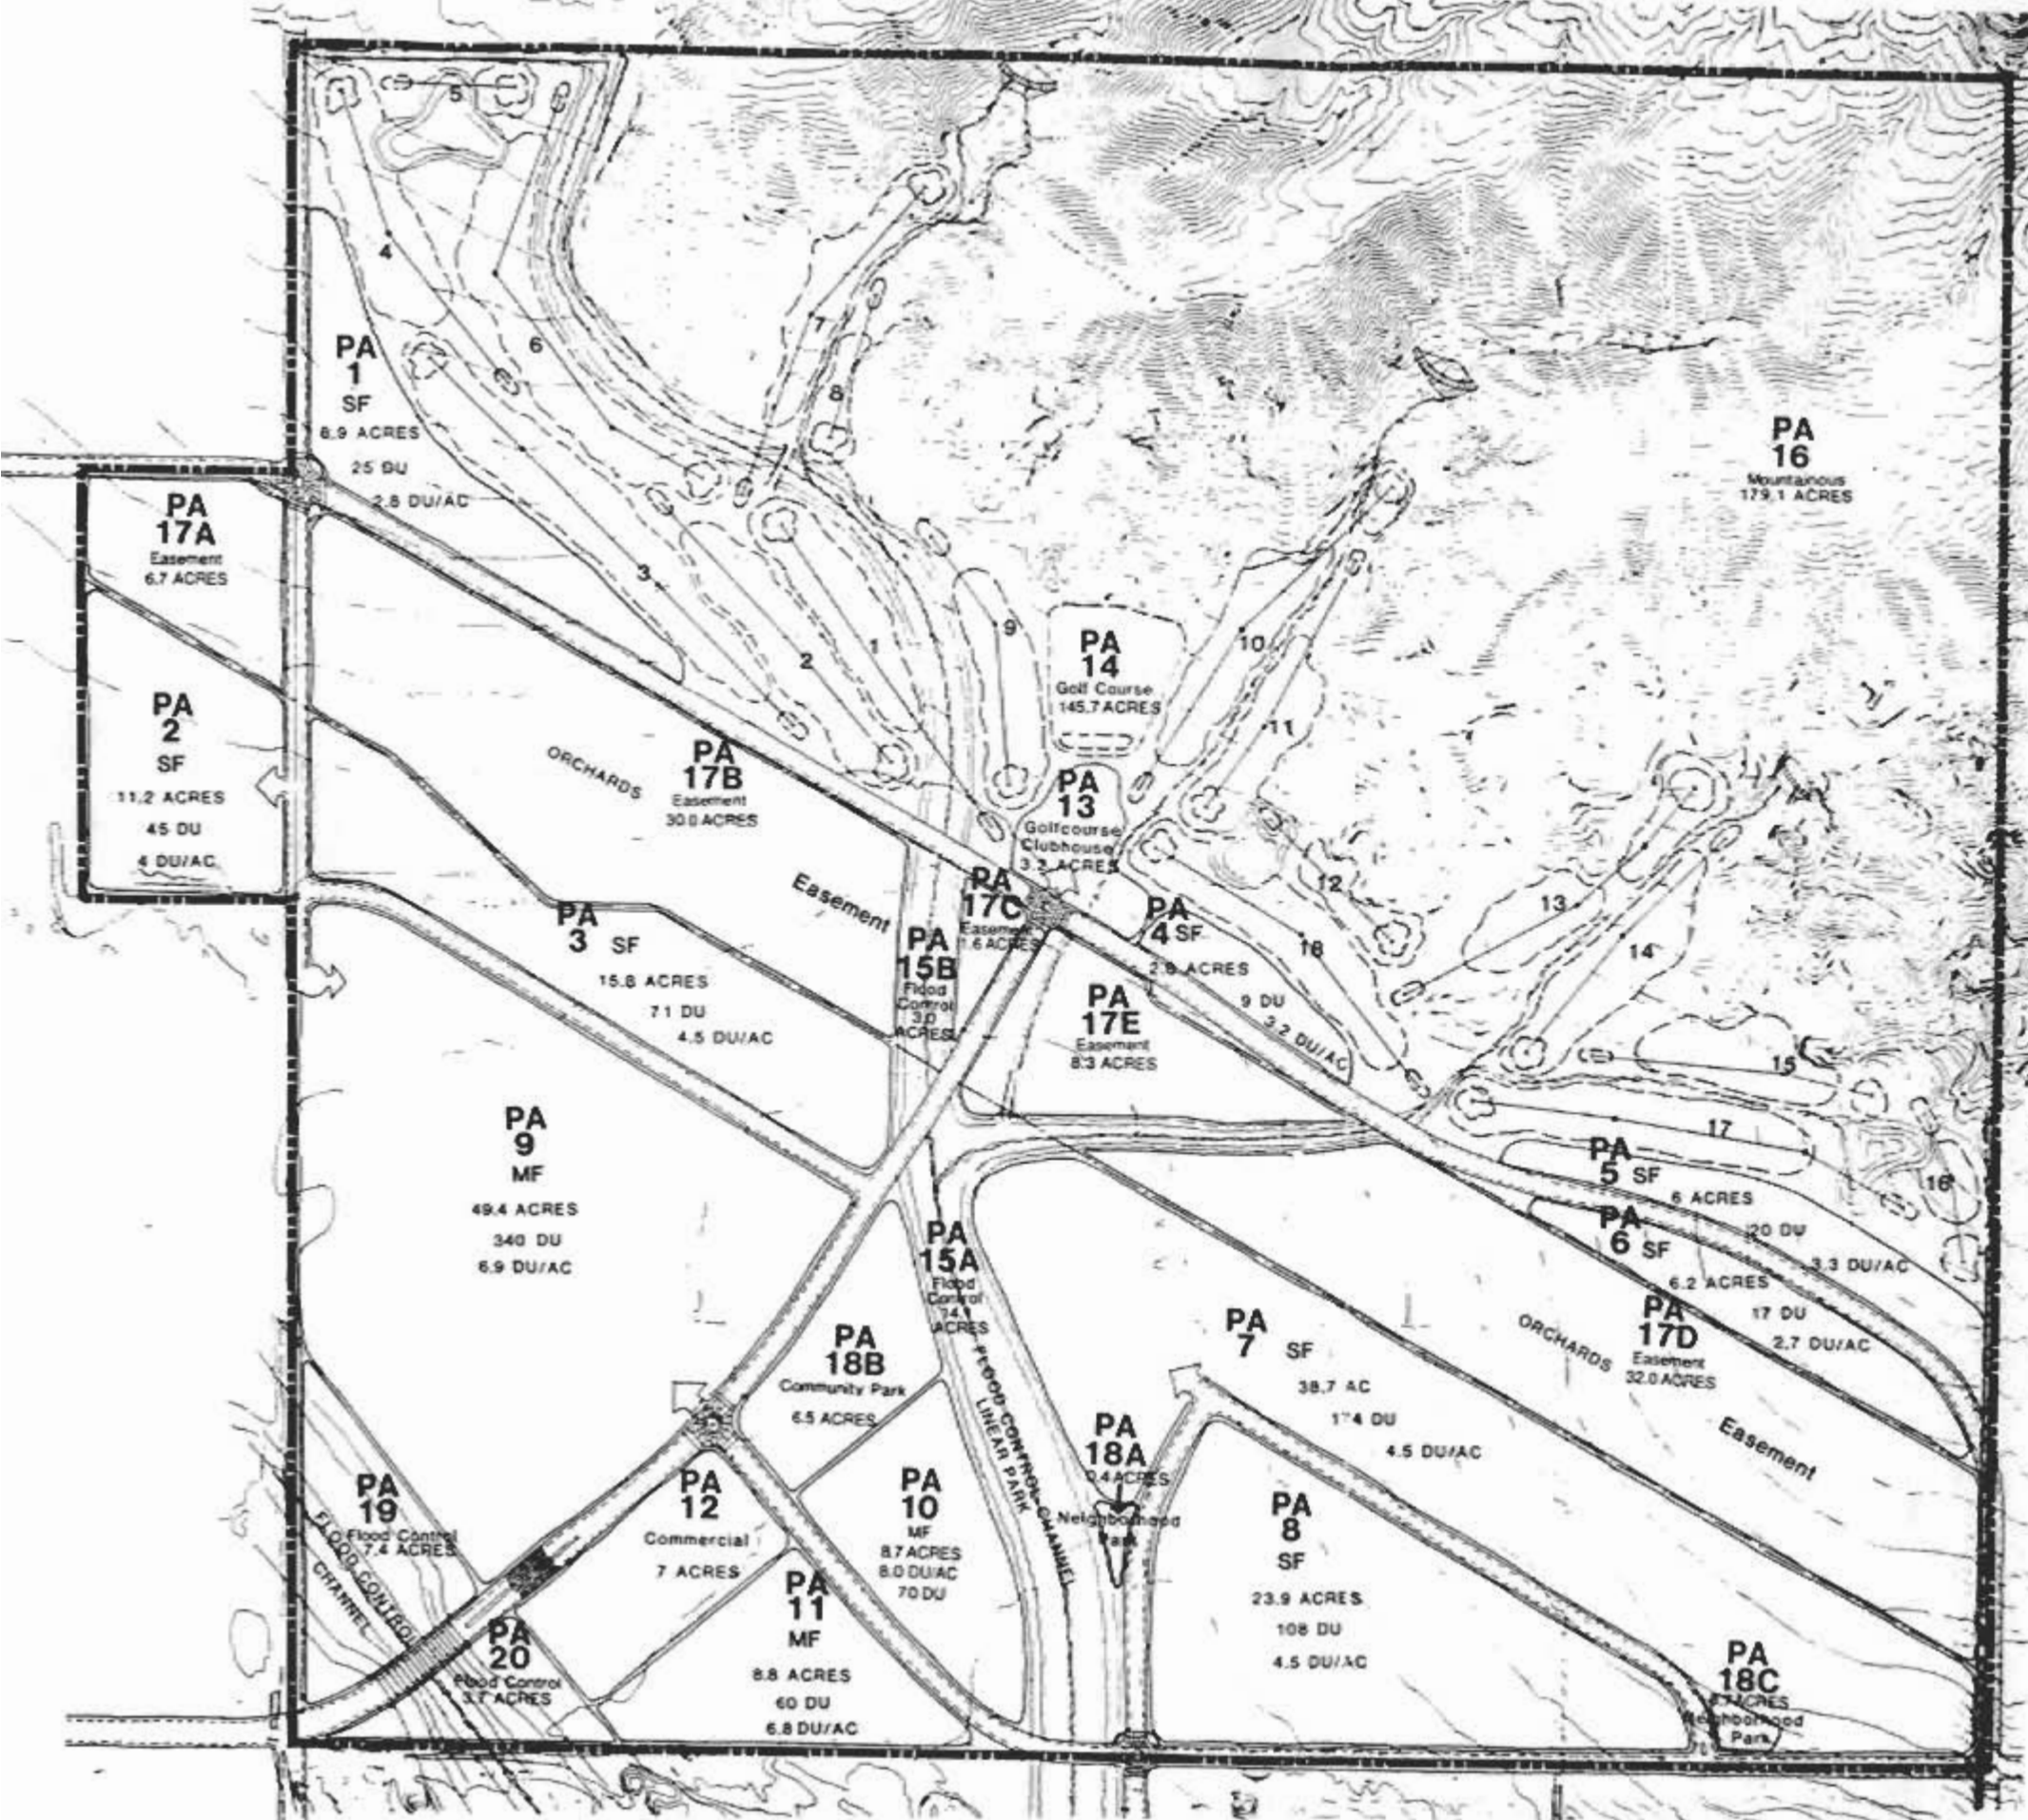 5
4
6
7
8
PA
1
SF
8.9 ACRES
25 DU
2.8 DU/AC
PA
16
Mountainous
179.1 ACRES
PA
17A
Easement
6.7 ACRES
3
2
1
9
PA
14
Golf Course
145.7 ACRES
10
11
PA
2
SF
11.2 ACRES
45 DU
4 DU/AC
ORCHARDS
PA
17B
Easement
30.0 ACRES
Easement
PA
13
Golfcourse
Clubhouse
3.2 ACRES
12
13
14
PA
17C
Easement
1.6 ACRES
PA
4 SF
2.8 ACRES
9 DU
3.2 DU/AC
18
PA
3 SF
15.8 ACRES
71 DU
4.5 DU/AC
PA
15B
Flood
Control
3.0
ACRES
PA
17E
Easement
8.3 ACRES
15
17
16
PA
5 SF
6 ACRES
20 DU
3.3 DU/AC
PA
6 SF
6.2 ACRES
17 DU
2.7 DU/AC
PA
9
MF
49.4 ACRES
340 DU
6.9 DU/AC
PA
15A
Flood
Control
ACRES
PA
7 SF
38.7 AC
174 DU
4.5 DU/AC
ORCHARDS
PA
17D
Easement
32.0 ACRES
Easement
PA
18B
Community Park
6.5 ACRES
FLOOD CONTROL CHANNEL
LINEAR PARK
PA
18A
0.4 ACRES
Neighborhood
Park
PA
19
Flood Control
7.4 ACRES
FLOOD CONTROL
CHANNEL
PA
12
Commercial
7 ACRES
PA
10
MF
8.7 ACRES
8.0 DU/AC
70 DU
PA
8
SF
23.9 ACRES
108 DU
4.5 DU/AC
PA
11
MF
8.8 ACRES
60 DU
6.8 DU/AC
PA
20
Flood Control
3.7 ACRES
PA
18C
ACRES
Neighborhood
Park